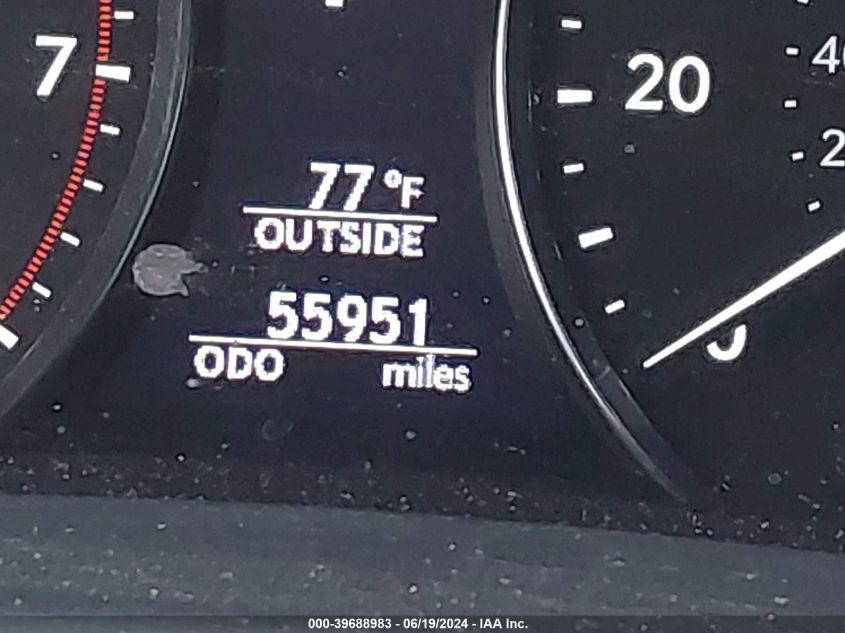 7
20
40
77 °F
OUTSIDE
55951
ODO miles
000-39688983 - 06/19/2024 - IAA Inc.